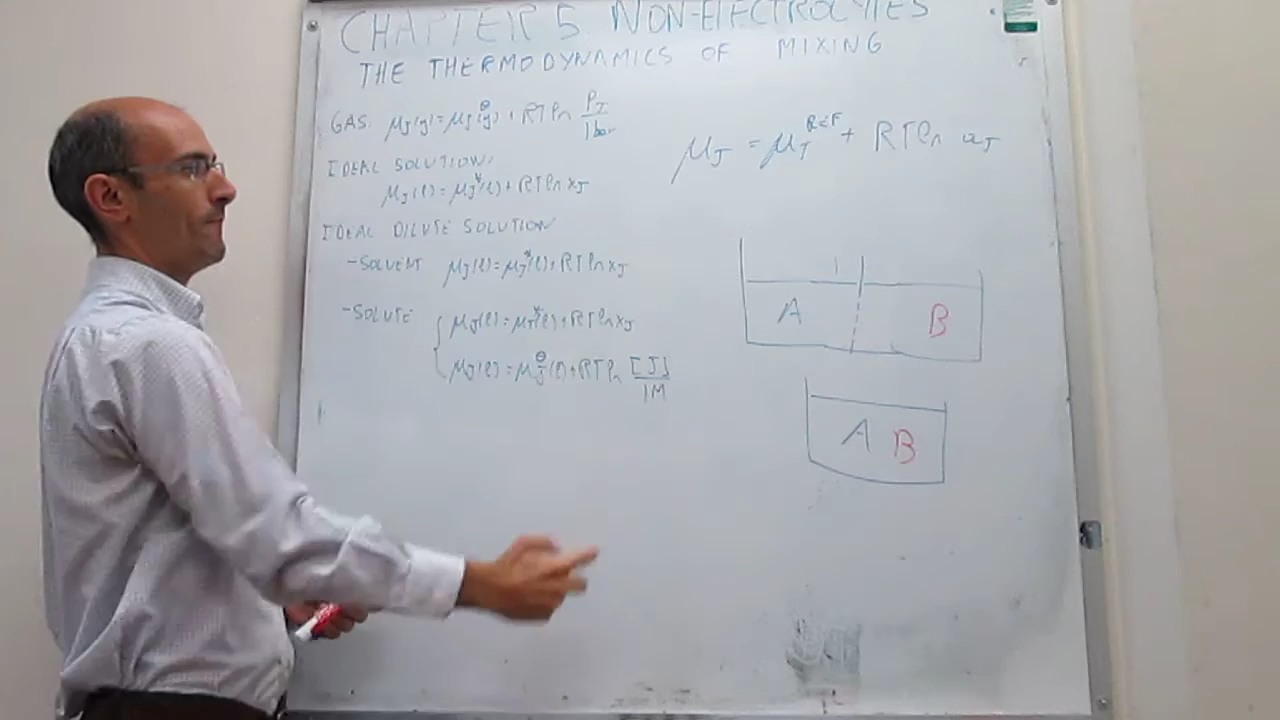 CHAPTER 5 NON-ELECTROLYTES
THE THERMODYNAMICS OF MIXING
GAS. μJ(g) = μJ⦵(g) + RT ln PJ/1bar
IDEAL SOLUTION.
μJ(l) = μJ*(l) + RT ln xJ
IDEAL DILUTE SOLUTION
-SOLVENT μJ(l) = μJ*(l) + RT ln xJ
-SOLUTE { μJ(l) = μJ*(l) + RT ln xJ
μJ(l) = μJ⦵(l) + RT ln [J]/1M
μJ = μJREF + RT ln aJ
A B
A B